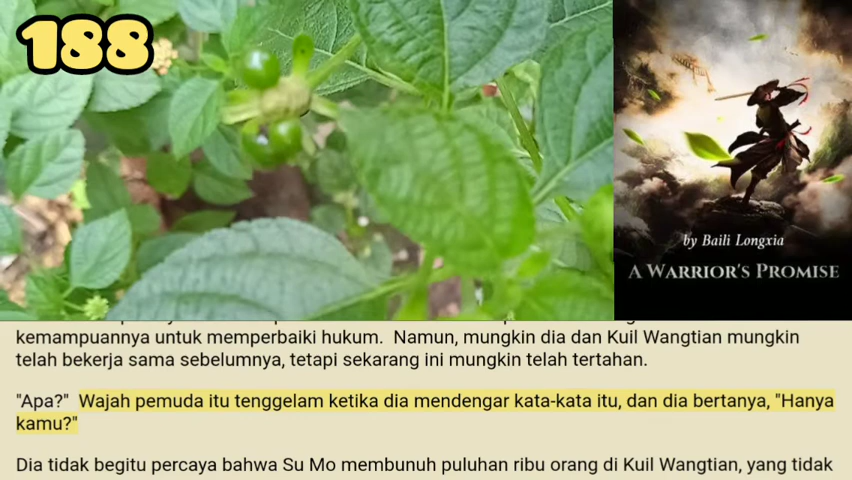 188
by Baili Longxia
A WARRIOR'S PROMISE
kemampuannya untuk memperbaiki hukum. Namun, mungkin dia dan Kuil Wangtian mungkin
telah bekerja sama sebelumnya, tetapi sekarang ini mungkin telah tertahan.
"Apa?" Wajah pemuda itu tenggelam ketika dia mendengar kata-kata itu, dan dia bertanya, "Hanya
kamu?"
Dia tidak begitu percaya bahwa Su Mo membunuh puluhan ribu orang di Kuil Wangtian, yang tidak